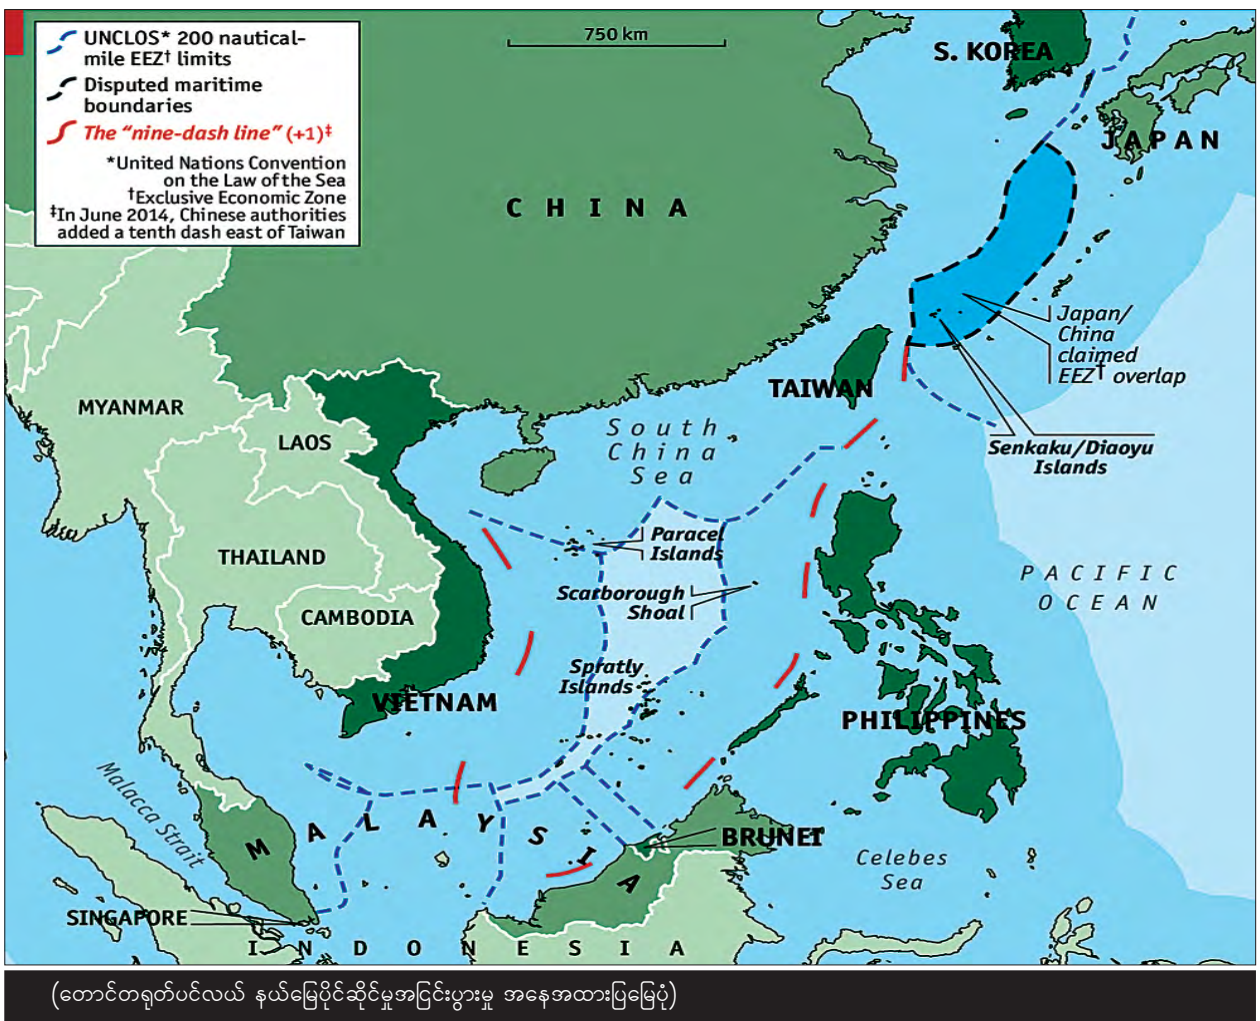 UNCLOS* 200 nautical-
mile EEZ† limits
Disputed maritime
boundaries
The “nine-dash line” (+1)‡
*United Nations Convention
on the Law of the Sea
†Exclusive Economic Zone
‡In June 2014, Chinese authorities
added a tenth dash east of Taiwan
750 km
S. KOREA
JAPAN
CHINA
Japan/
China
claimed
EEZ† overlap
TAIWAN
MYANMAR
LAOS
South
China
Sea
Senkaku/Diaoyu
Islands
THAILAND
Paracel
Islands
PACIFIC
OCEAN
CAMBODIA
Scarborough
Shoal
Spratly
Islands
VIETNAM
PHILIPPINES
Malacca Strait
MALAYSIA
BRUNEI
Celebes
Sea
SINGAPORE
INDONESIA
(တောင်တရုတ်ပင်လယ် နယ်မြေပိုင်ဆိုင်မှုအငြင်းပွားမှု အနေအထားပြမြေပုံ)